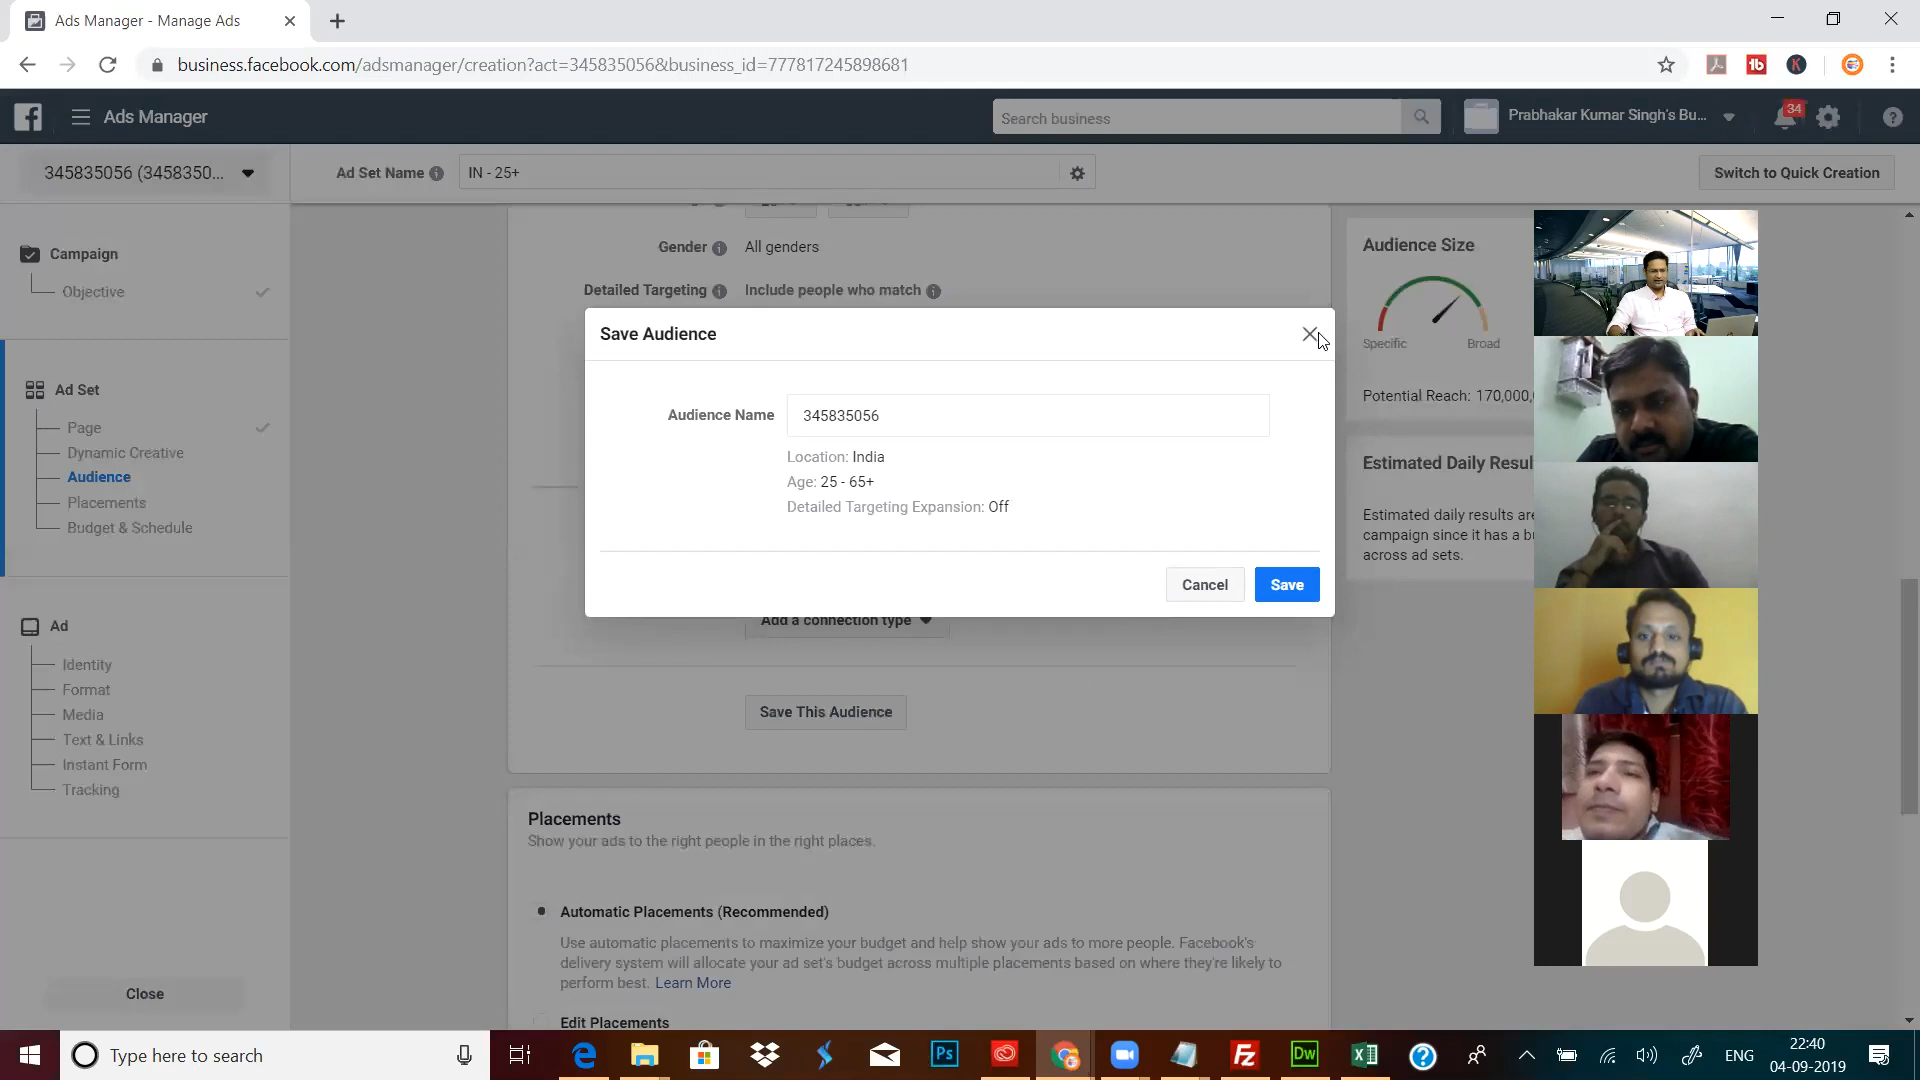 Ads Manager - Manage Ads
business.facebook.com/adsmanager/creation?act=345835056&business_id=777817245898681
Ads Manager
Search business
Prabhakar Kumar Singh's Bu...
34
345835056 (3458350...
Ad Set Name
IN - 25+
Switch to Quick Creation
Campaign
Objective
Ad Set
Page
Dynamic Creative
Audience
Placements
Budget & Schedule
Ad
Identity
Format
Media
Text & Links
Instant Form
Tracking
Close
Gender
All genders
Detailed Targeting
Include people who match
Save Audience
Audience Name
345835056
Location: India
Age: 25 - 65+
Detailed Targeting Expansion: Off
Cancel
Save
Add a connection type
Save This Audience
Placements
Show your ads to the right people in the right places.
Automatic Placements (Recommended)
Use automatic placements to maximize your budget and help show your ads to more people. Facebook's
delivery system will allocate your ad set's budget across multiple placements based on where they're likely to
perform best. Learn More
Edit Placements
Audience Size
Specific
Broad
Potential Reach: 170,000,
Estimated Daily Resul
Estimated daily results are
campaign since it has a bu
across ad sets.
Type here to search
Ps
Fz
Dw
ENG
22:40
04-09-2019